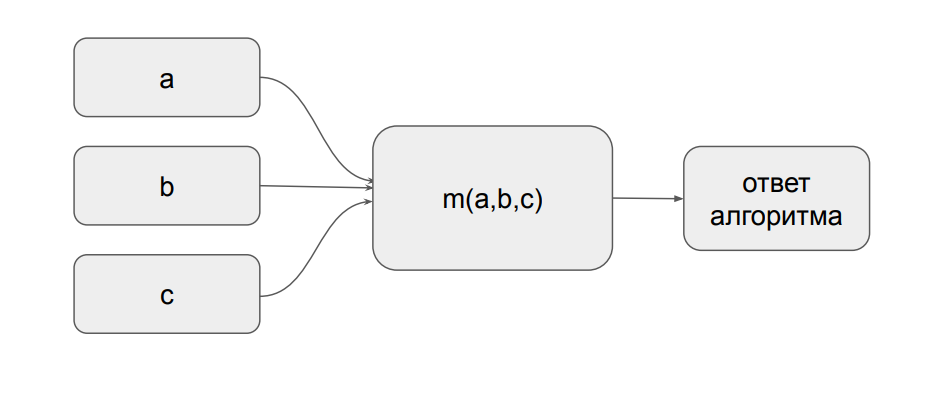 a
b
c
m(a,b,c)
ответ
алгоритма